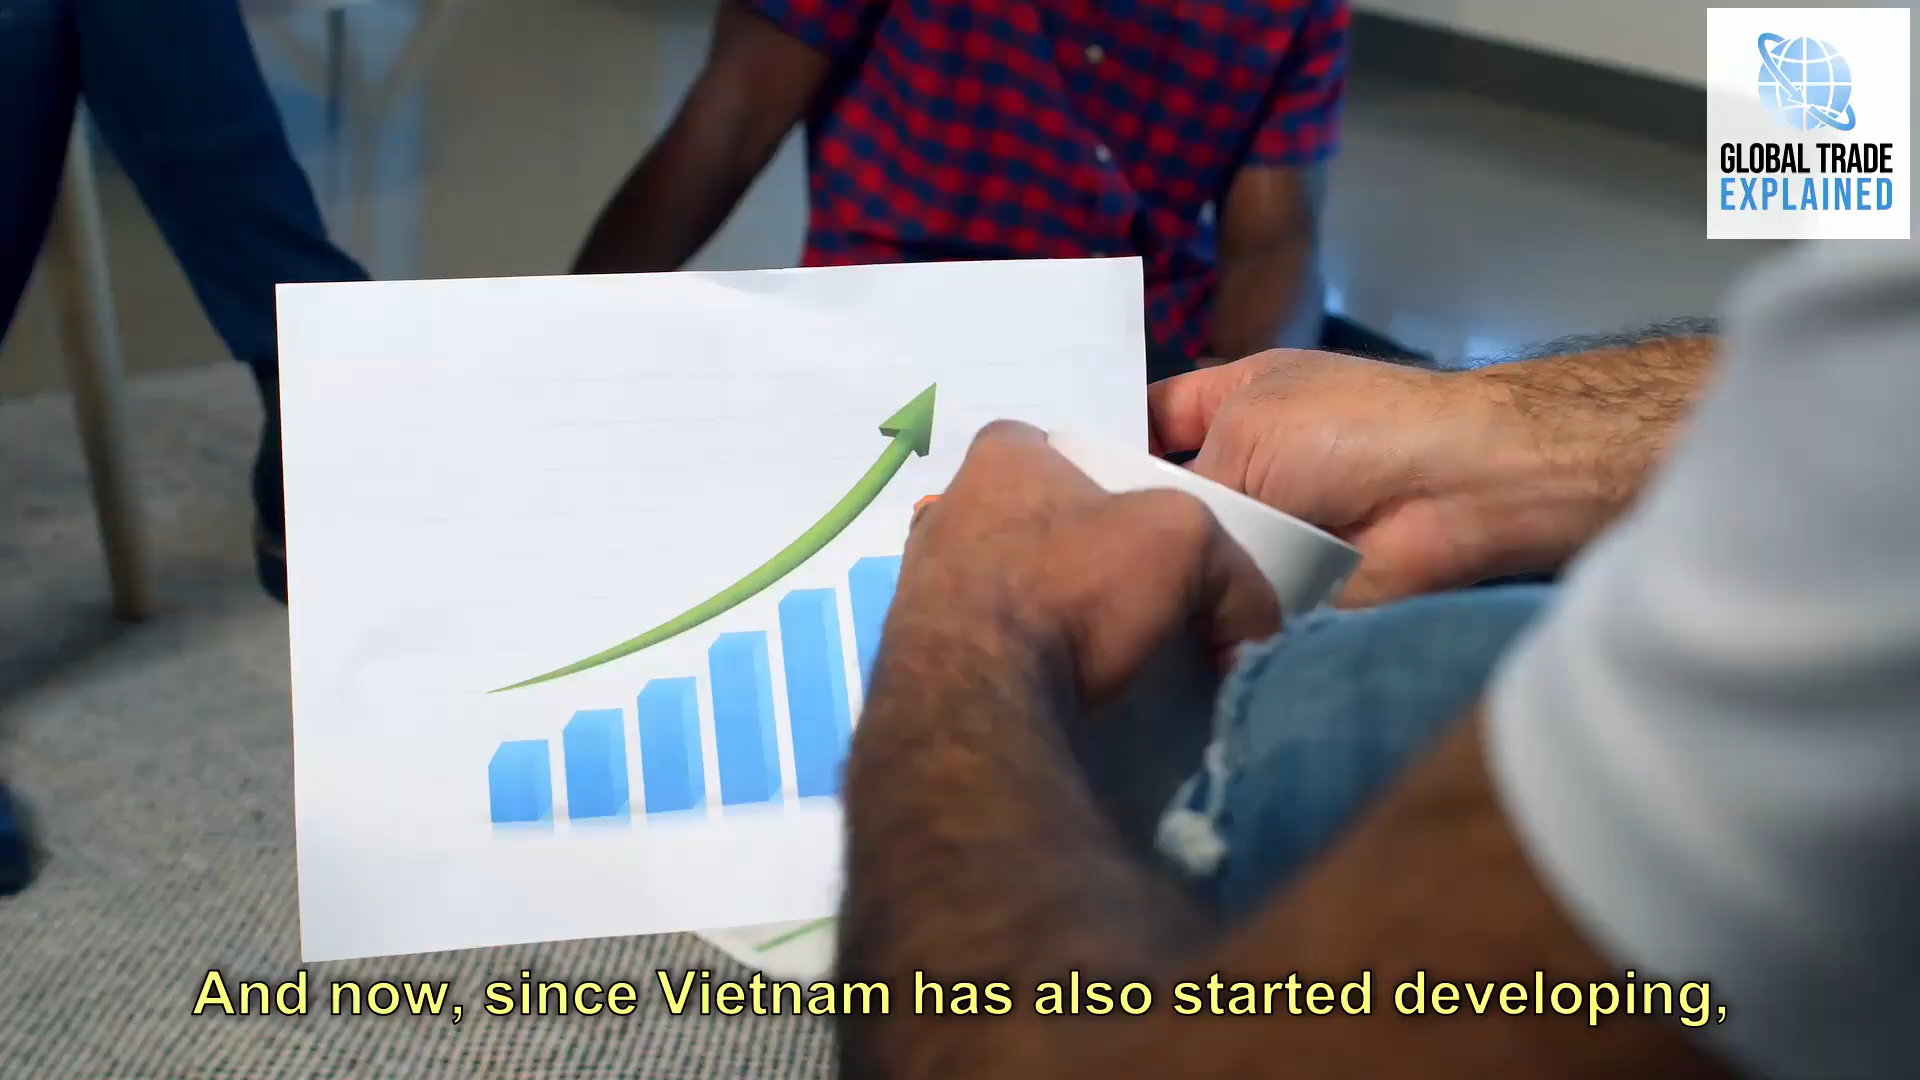 GLOBAL TRADE
EXPLAINED
And now, since Vietnam has also started developing,